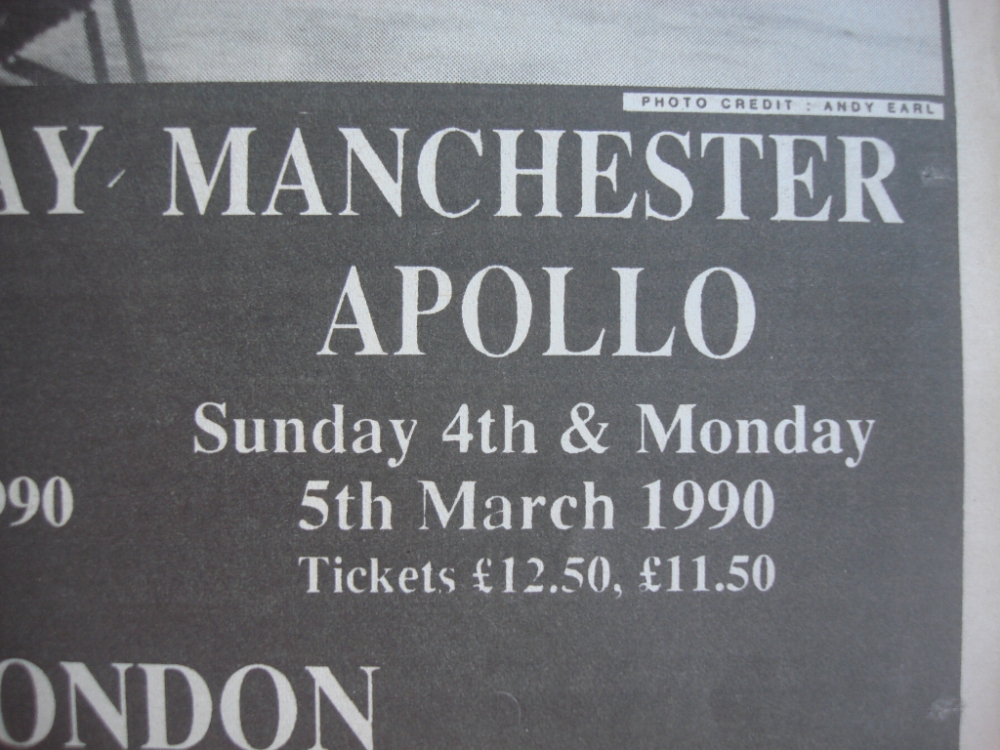 PHOTO CREDIT : ANDY EARL
AY MANCHESTER
APOLLO
Sunday 4th & Monday
990 5th March 1990
Tickets £12.50, £11.50
ONDON